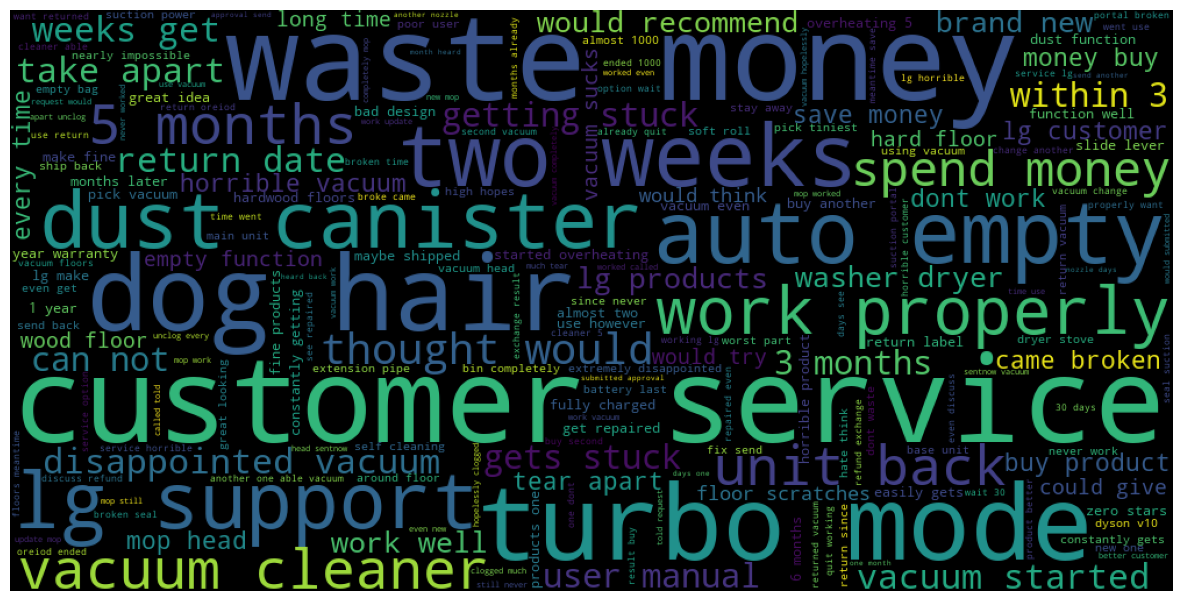 suction power
another nozzle
long time
approval send
would recommend
overheating 5
brand new
portal broken
want returned
weeks get
cleaner able
nearly impossible
take apart
empty bag
request would
great idea
apart unclog
use return
return oreiod
never worked
waste money
month heard
use vacuum
completely mop
poor user
almost 1000
ended 1000
worked even
option wait
months already
lg horrible
meantime save
went use
dust function
money buy
service lg
send another
within 3
function well
every time
5 months
new mop
bad design
work update
getting stuck
vacuum sucks
stay away
save money
hard floor
lg customer
slide lever
make fine
ship back
return date
broken time
second vacuum
already quit
soft roll
pick tiniest
using vacuum
change another
months later
horrible vacuum
two weeks
spend money
pick vacuum
hardwood floors
broke came
high hopes
would think
vacuum even
buy another
mop worked
dont work
vacuum change
properly want
time went
main unit
dust canister
auto empty
year warranty
vacuum floors
empty function
maybe shipped
started overheating
vacuum head
much tear
worked called
lg products
washer dryer
horrible customer
suction portal
return vacuum
would submitted
nozzle days
lg make
even get
heard back
1 year
send back
dog hair
since never
almost two
use however
work properly
time use
days see
wood floor
unclog every
fine products
see repaired
exchange result
cleaner 5
working lg
worst part
return label
dryer stove
can not
mop work
constantly getting
thought would
would try
3 months
came broken
extension pipe
bin completely
extremely disappointed
submitted approval
sentnow vacuum
battery last
service option
called told
great looking
customer service
repaired even
horrible product
dont waste
30 days
seal suction
work vacuum
fully charged
get repaired
service horrible
head sentnow
self cleaning
buy second
fix send
base unit
refund exchange
hate think
even discuss
never work
floors meantime
disappointed vacuum
gets stuck
unit back
buy product
discuss refund
another one able vacuum
around floor
hopelessly clogged
tear apart
days one
floor scratches
easily gets
wait 30
could give
mop still
broken seal
lg support
products one
one dont
turbo mode
told request
product better
zero stars
dyson v10
constantly gets
update mop
oreiod ended
mop head
even new
work well
result buy
6 months
returned vacuum
quit working
return since
one month
new one
better customer
vacuum cleaner
clogged much
still never
user manual
vacuum started